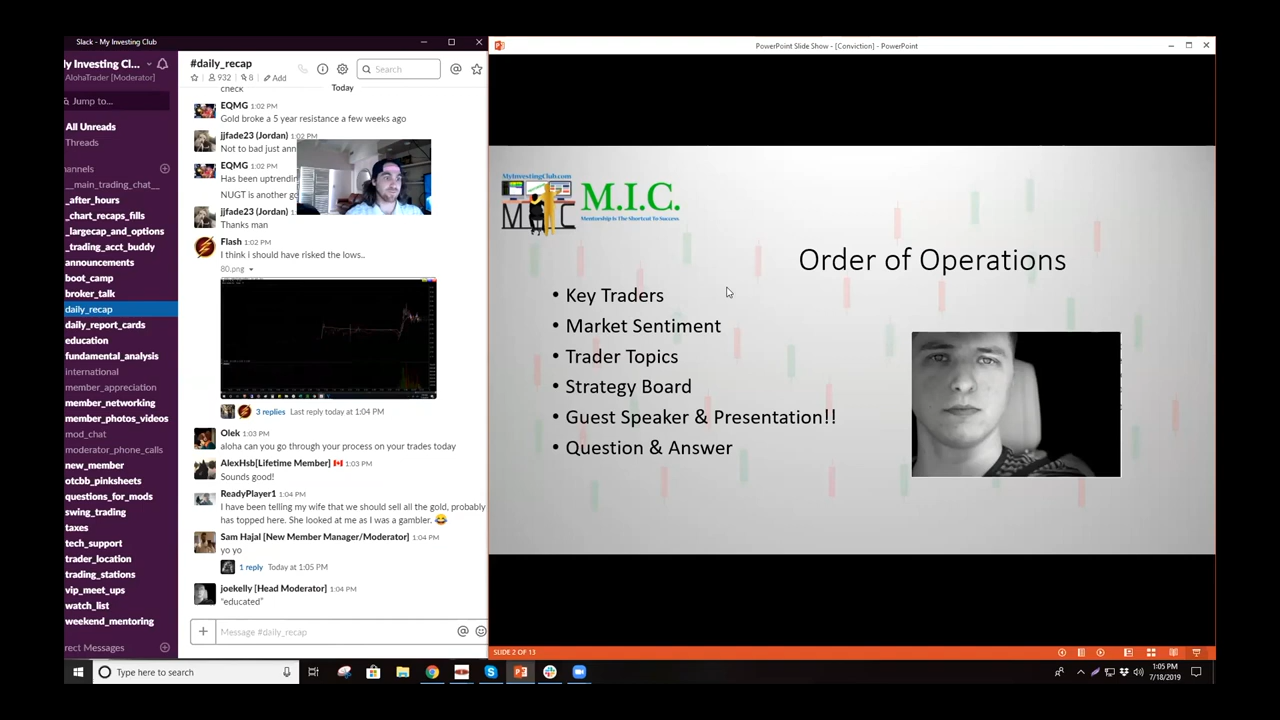 Slack - My Investing Club
My Investing Cl...
AlohaTrader [Moderator]
Jump to...
All Unreads
Threads
hannels
__main_trading_chat__
_after_hours
_chart_recaps_fills
_largecap_and_options
_trading_acct_buddy
announcements
boot_camp
broker_talk
daily_recap
daily_report_cards
education
fundamental_analysis
international
member_appreciation
member_networking
member_photos_videos
mod_chat
moderator_phone_calls
new_member
otcbb_pinksheets
questions_for_mods
swing_trading
taxes
tech_support
trader_location
trading_stations
vip_meet_ups
watch_list
weekend_mentoring
irect Messages
#daily_recap
932
8
Add
Search
check
Today
EQMG 1:02 PM
Gold broke a 5 year resistance a few weeks ago
jjfade23 (Jordan) 1:02 PM
Not to bad just ann
EQMG 1:02 PM
Has been uptrendin
NUGT is another go
jjfade23 (Jordan)
Thanks man
Flash 1:02 PM
I think i should have risked the lows..
80.png
3 replies Last reply today at 1:04 PM
Olek 1:03 PM
aloha can you go through your process on your trades today
AlexHsb[Lifetime Member] 1:03 PM
Sounds good!
ReadyPlayer1 1:04 PM
I have been telling my wife that we should sell all the gold, probably
has topped here. She looked at me as I was a gambler.
Sam Hajal [New Member Manager/Moderator] 1:04 PM
yo yo
1 reply Today at 1:05 PM
joekelly [Head Moderator] 1:04 PM
"educated"
Message #daily_recap
PowerPoint Slide Show - [Conviction] - PowerPoint
MyInvestingClub.com
MIC
M.I.C.
Mentorship Is The Shortcut To Success.
Order of Operations
• Key Traders
• Market Sentiment
• Trader Topics
• Strategy Board
• Guest Speaker & Presentation!!
• Question & Answer
SLIDE 2 OF 13
Type here to search
1:05 PM
7/18/2019